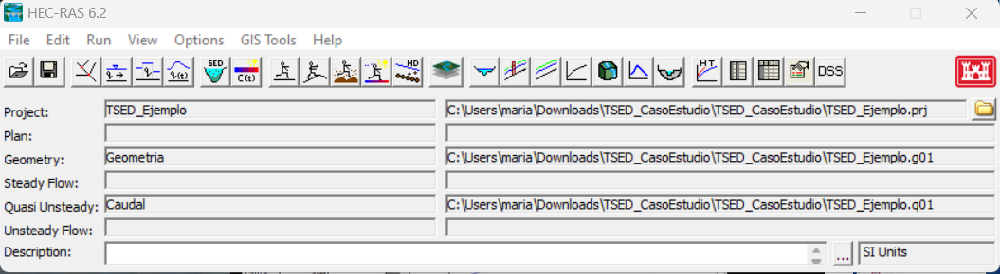 HEC-RAS 6.2
File Edit Run View Options GIS Tools Help
SED C(t) HD HT DSS
Project: TSED_Ejemplo C:\Users\maria\Downloads\TSED_CasoEstudio\TSED_CasoEstudio\TSED_Ejemplo.prj
Plan:
Geometry: Geometria C:\Users\maria\Downloads\TSED_CasoEstudio\TSED_CasoEstudio\TSED_Ejemplo.g01
Steady Flow:
Quasi Unsteady: Caudal C:\Users\maria\Downloads\TSED_CasoEstudio\TSED_CasoEstudio\TSED_Ejemplo.q01
Unsteady Flow:
Description: ... SI Units